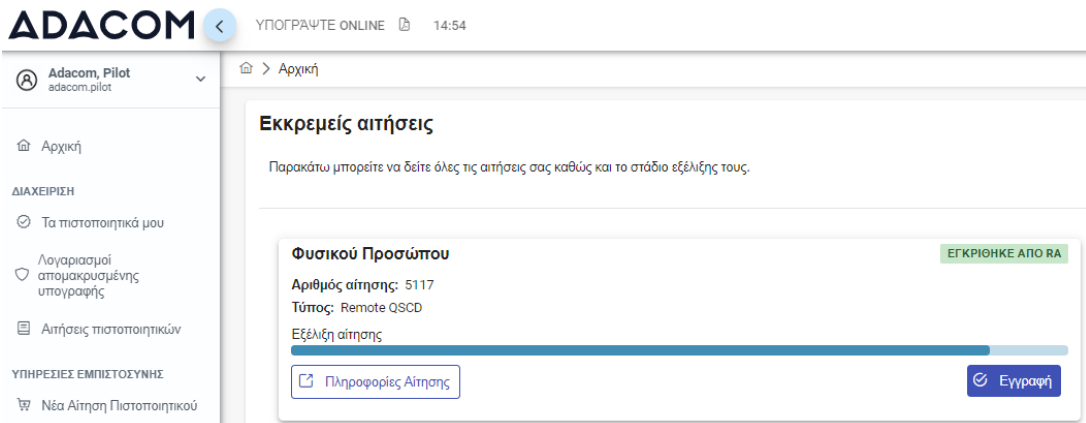 ADACOM
ΥΠΟΓΡΑΨΤΕ ONLINE 14:54
Adacom, Pilot
adacom.pilot
Αρχική
Αρχική
ΔΙΑΧΕΙΡΙΣΗ
Τα πιστοποιητικά μου
Λογαριασμοί
απομακρυσμένης
υπογραφής
Αιτήσεις πιστοποιητικών
ΥΠΗΡΕΣΙΕΣ ΕΜΠΙΣΤΟΣΥΝΗΣ
Νέα Αίτηση Πιστοποιητικού
Εκκρεμείς αιτήσεις
Παρακάτω μπορείτε να δείτε όλες τις αιτήσεις σας καθώς και το στάδιο εξέλιξης τους.
Φυσικού Προσώπου
ΕΓΚΡΙΘΗΚΕ ΑΠΟ RA
Αριθμός αίτησης: 5117
Τύπος: Remote QSCD
Εξέλιξη αίτησης
Πληροφορίες Αίτησης
Εγγραφή